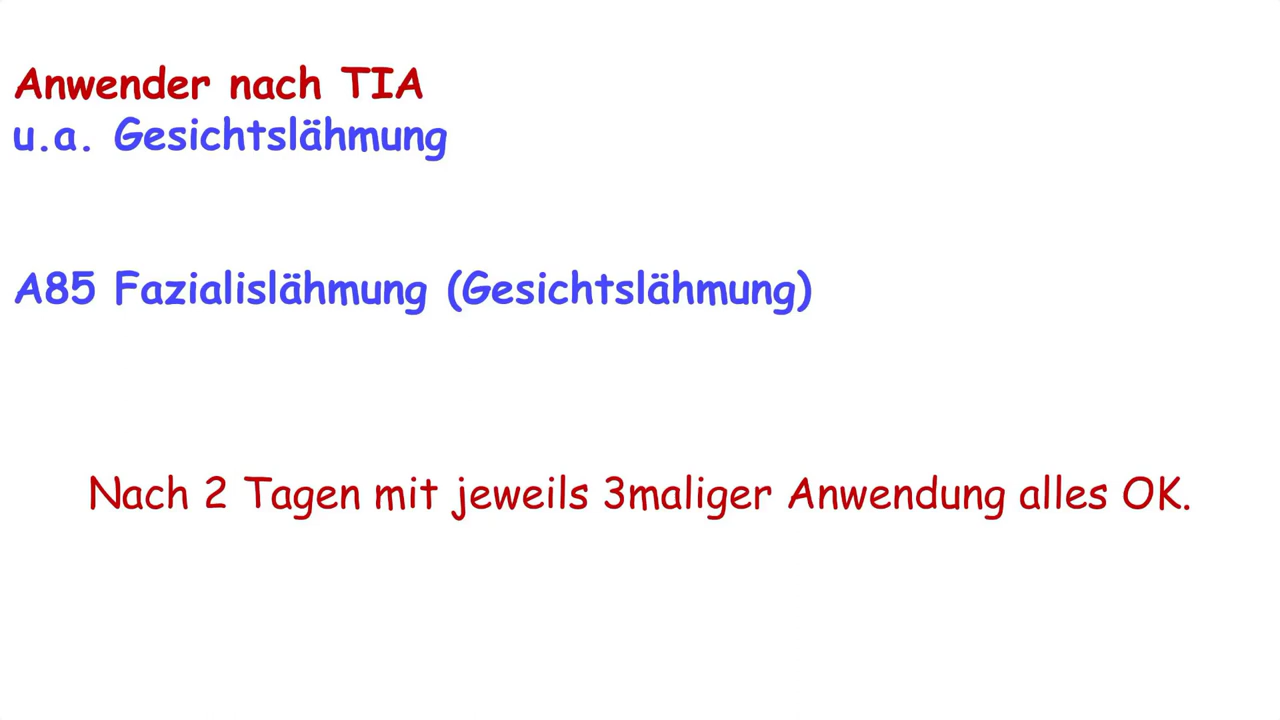 Anwender nach TIA
u.a. Gesichtslähmung
A85 Fazialislähmung (Gesichtslähmung)
Nach 2 Tagen mit jeweils 3maliger Anwendung alles OK.